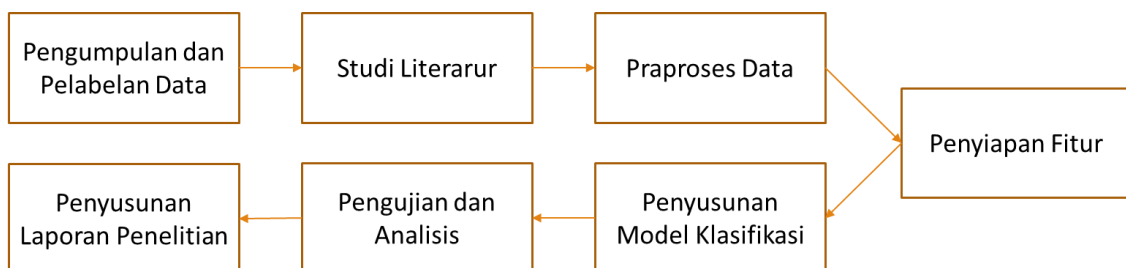 Pengumpulan dan
Pelabelan Data
Studi Literarur
Praproses Data
Penyiapan Fitur
Penyusunan
Model Klasifikasi
Pengujian dan
Analisis
Penyusunan
Laporan Penelitian